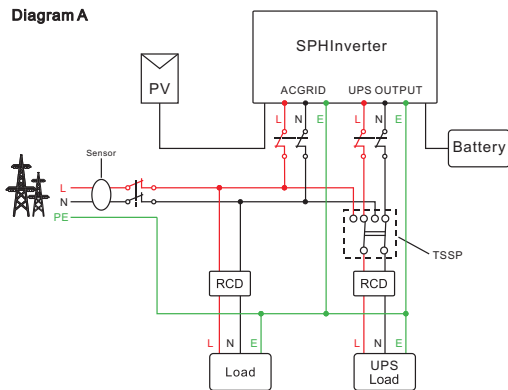 Diagram A
SPHInverter
PV
ACGRID UPS OUTPUT
L N E L N E
Battery
Sensor
L
N
PE
TSSP
RCD RCD
L N E L N E
Load
UPS
Load